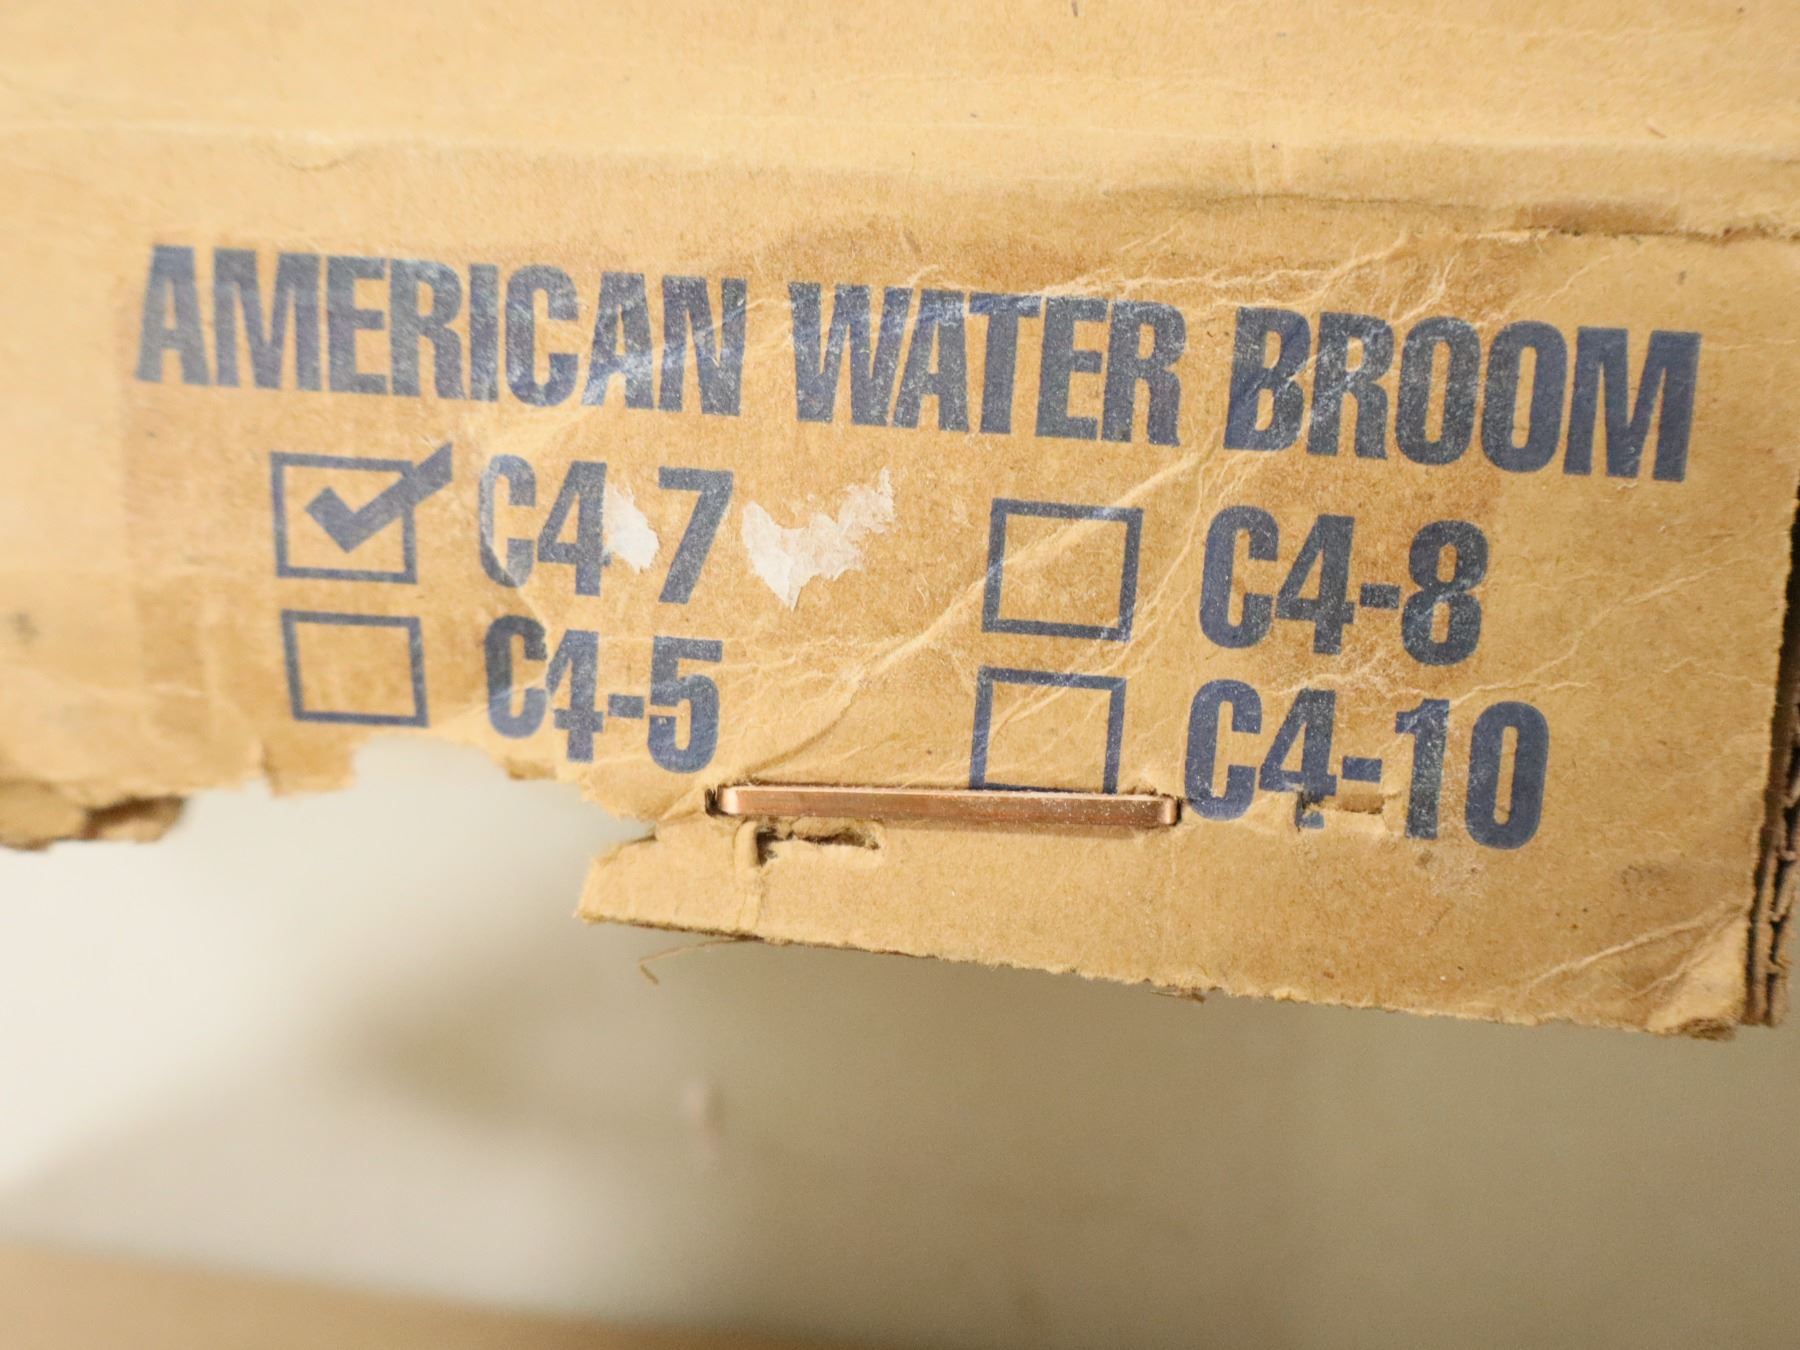 AMERICAN WATER BROOM
C4-7 C4-8
C4-5 C4-10